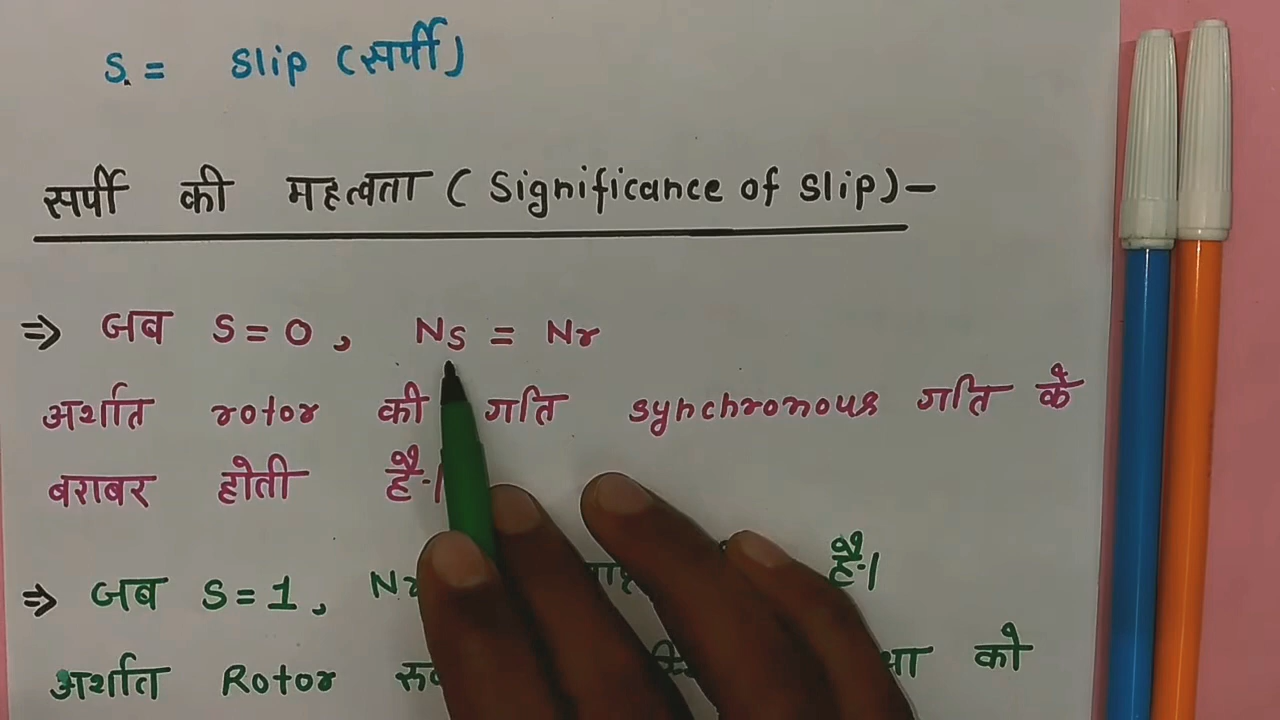 S = Slip (सर्पी)
सर्पी की महत्वता ( Significance of Slip) -
⇒ जब S = 0, Ns = Nr
अर्थात rotor की गति synchronous गति के
बराबर होती है।
⇒ जब S = 1, है।
अर्थात Rotor को